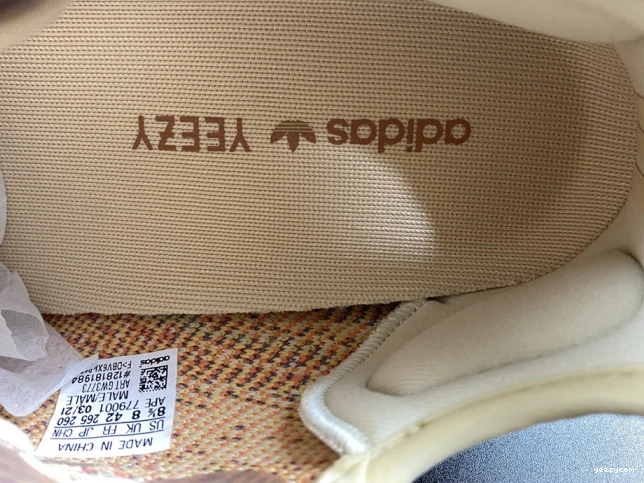 adidas YEEZY
MADE IN CHINA
US UK FR JP CHN
8½ 8 42 265 260
APE 779001 03/21
MALE/MALE
ART GW3773
#128181984
adidas
yeezy.com